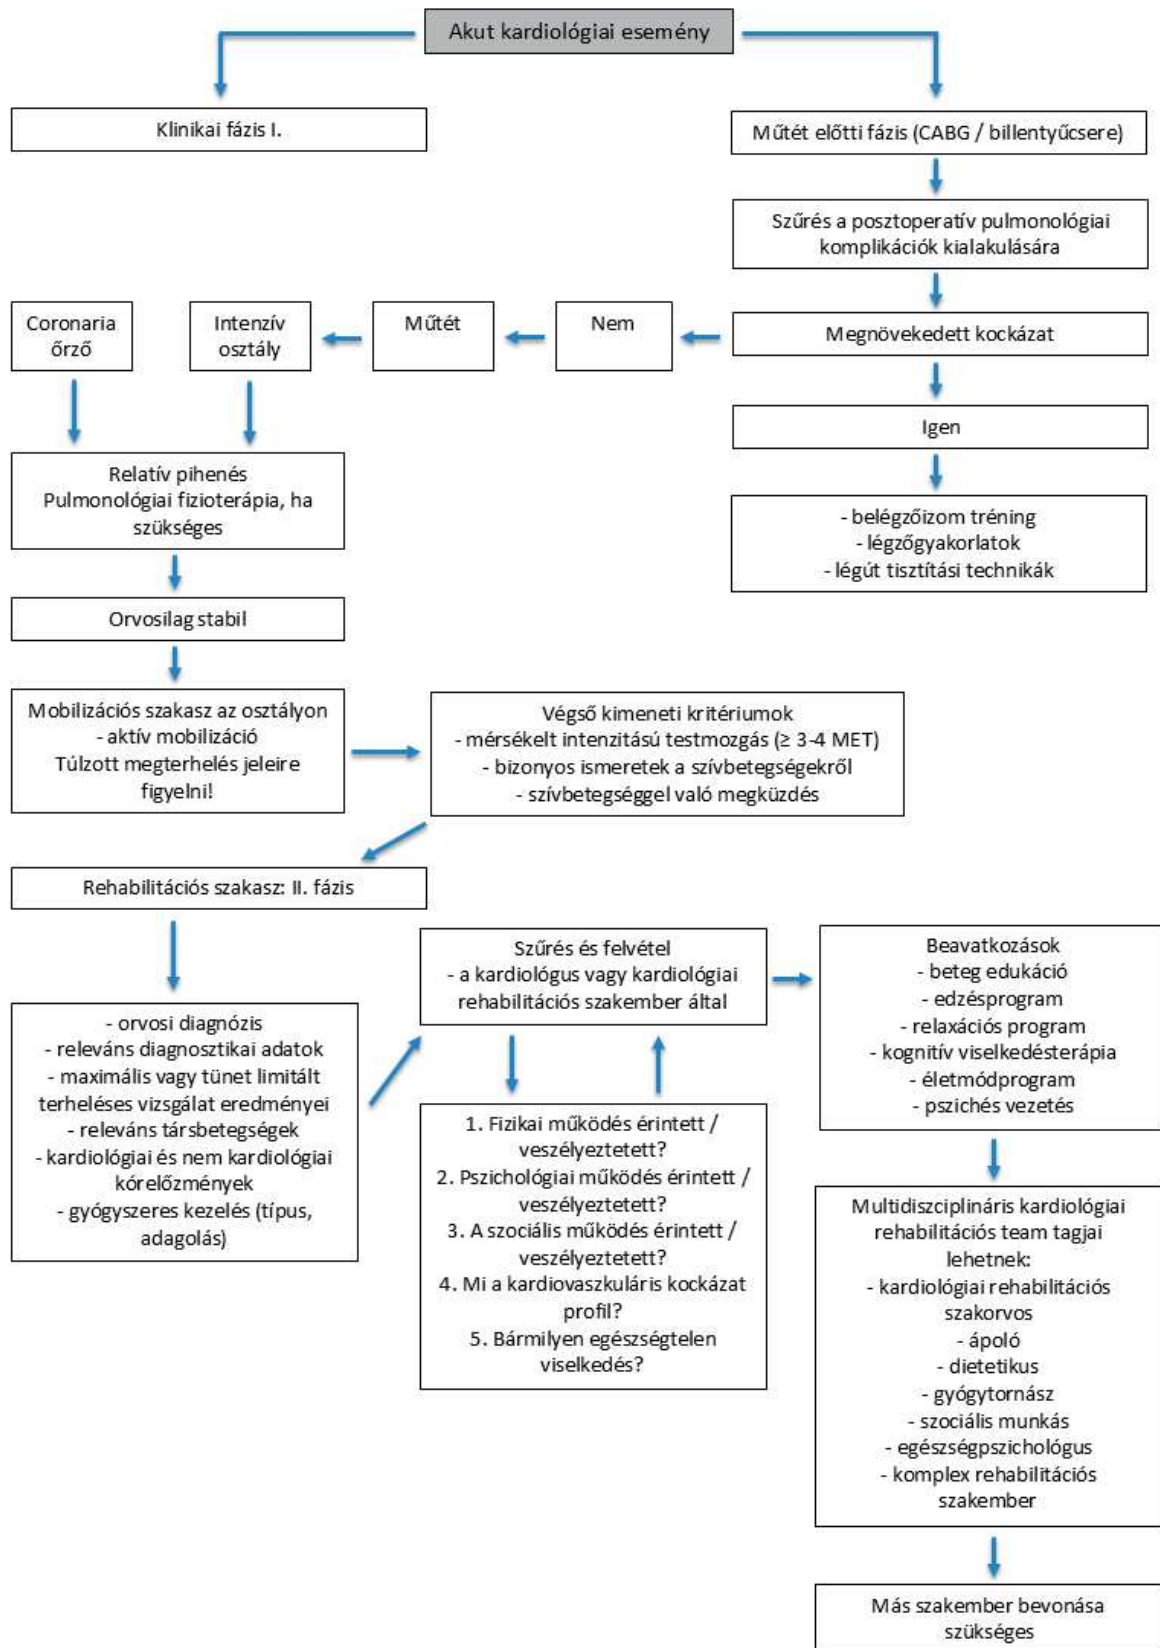 Akut kardiológiai esemény
Klinikai fázis I.
Műtét előtti fázis (CABG / billentyűcsere)
Szűrés a posztoperatív pulmonológiai
komplikációk kialakulására
Coronaria
őrző
Intenzív
osztály
Műtét
Nem
Megnövekedett kockázat
Igen
Relatív pihenés
Pulmonológiai fizioterápia, ha
szükséges
- belégzőizom tréning
- légzőgyakorlatok
- légút tisztítási technikák
Orvosilag stabil
Mobilizációs szakasz az osztályon
- aktív mobilizáció
Túlzott megterhelés jeleire
figyelni!
Végső kimeneti kritériumok
- mérsékelt intenzitású testmozgás (≥ 3-4 MET)
- bizonyos ismeretek a szívbetegségekről
- szívbetegséggel való megküzdés
Rehabilitációs szakasz: II. fázis
- orvosi diagnózis
- releváns diagnosztikai adatok
- maximális vagy tünet limitált
terheléses vizsgálat eredményei
- releváns társbetegségek
- kardiológiai és nem kardiológiai
kórelőzmények
- gyógyszeres kezelés (típus,
adagolás)
Szűrés és felvétel
- a kardiológus vagy kardiológiai
rehabilitációs szakember által
1. Fizikai működés érintett /
veszélyeztetett?
2. Pszichológiai működés érintett /
veszélyeztetett?
3. A szociális működés érintett /
veszélyeztetett?
4. Mi a kardiovaszkuláris kockázat
profil?
5. Bármilyen egészségtelen
viselkedés?
Beavatkozások
- beteg edukáció
- edzésprogram
- relaxációs program
- kognitív viselkedésterápia
- életmódprogram
- pszichés vezetés
Multidiszciplináris kardiológiai
rehabilitációs team tagjai
lehetnek:
- kardiológiai rehabilitációs
szakorvos
- ápoló
- dietetikus
- gyógytornász
- szociális munkás
- egészségpszichológus
- komplex rehabilitációs
szakember
Más szakember bevonása
szükséges